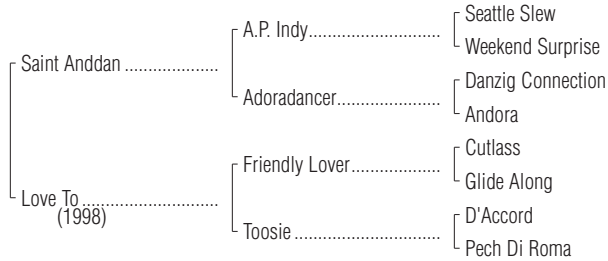 Seattle Slew
A.P. Indy
Weekend Surprise
Saint Anddan
Danzig Connection
Adoradancer
Andora
Cutlass
Friendly Lover
Glide Along
Love To
(1998)
D'Accord
Toosie
Pech Di Roma